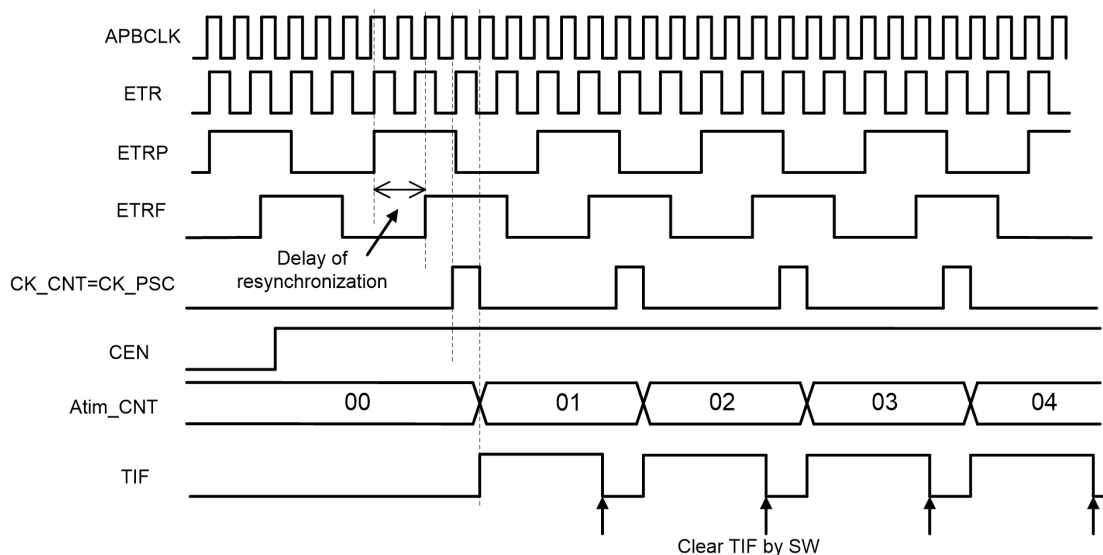 APBCLK
ETR
ETRP
ETRF
Delay of
resynchronization
CK_CNT=CK_PSC
CEN
Atim_CNT
00
01
02
03
04
TIF
Clear TIF by SW